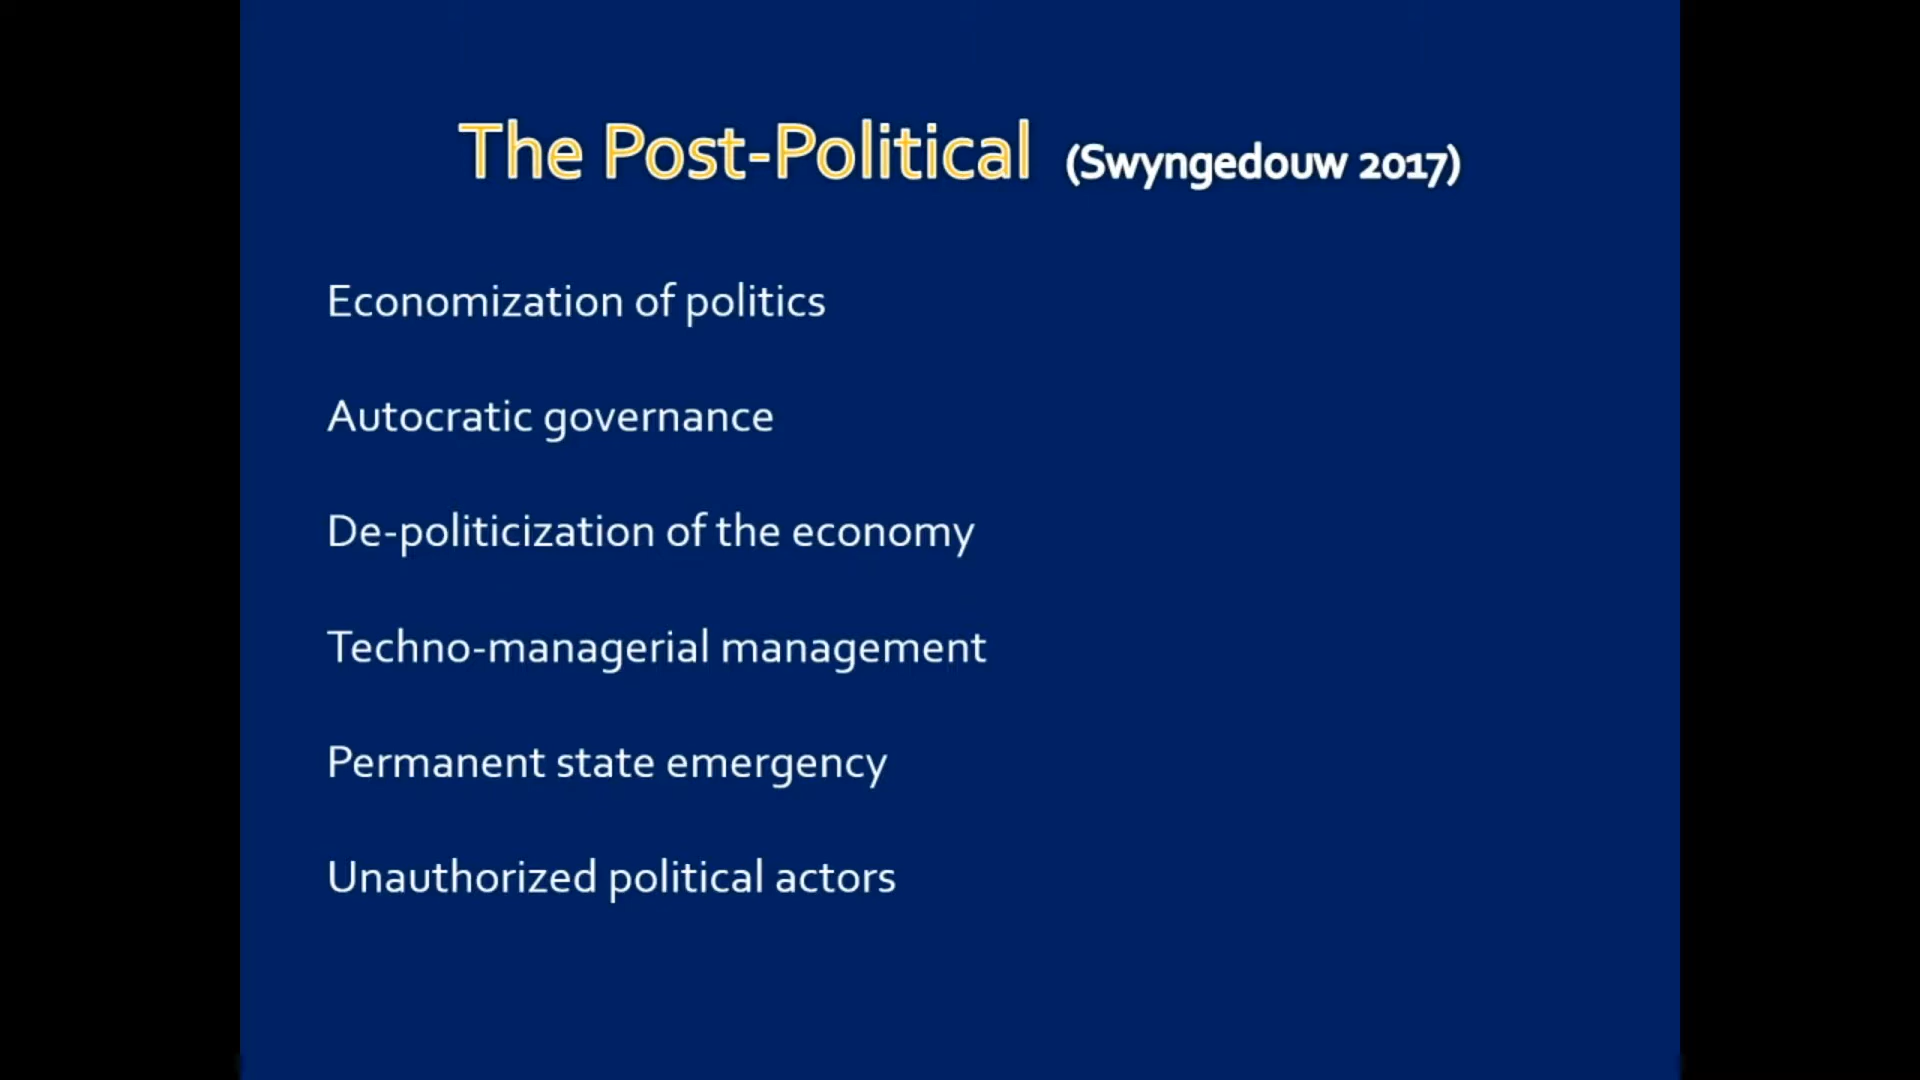 The Post-Political (Swyngedouw 2017)
Economization of politics
Autocratic governance
De-politicization of the economy
Techno-managerial management
Permanent state emergency
Unauthorized political actors